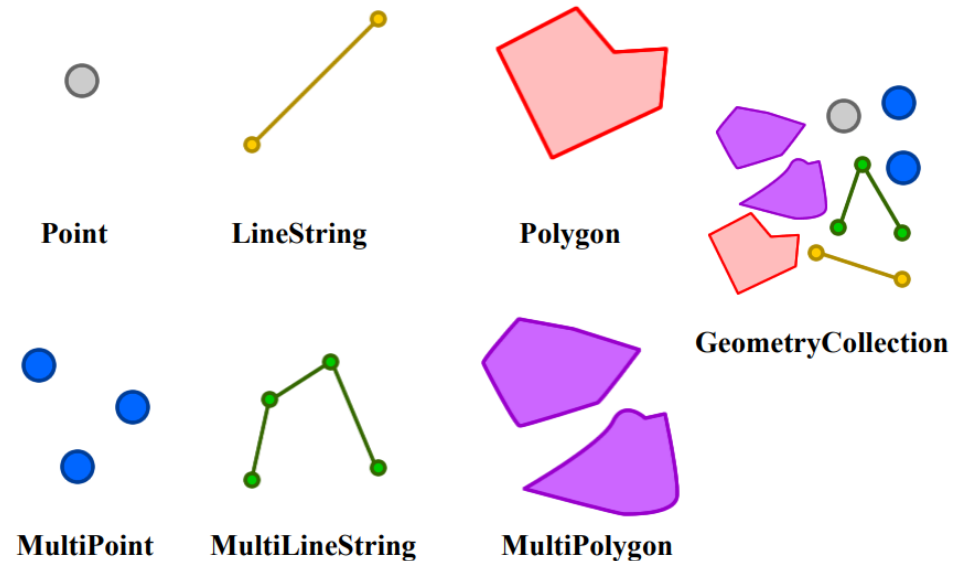 Point
LineString
Polygon
GeometryCollection
MultiPoint
MultiLineString
MultiPolygon